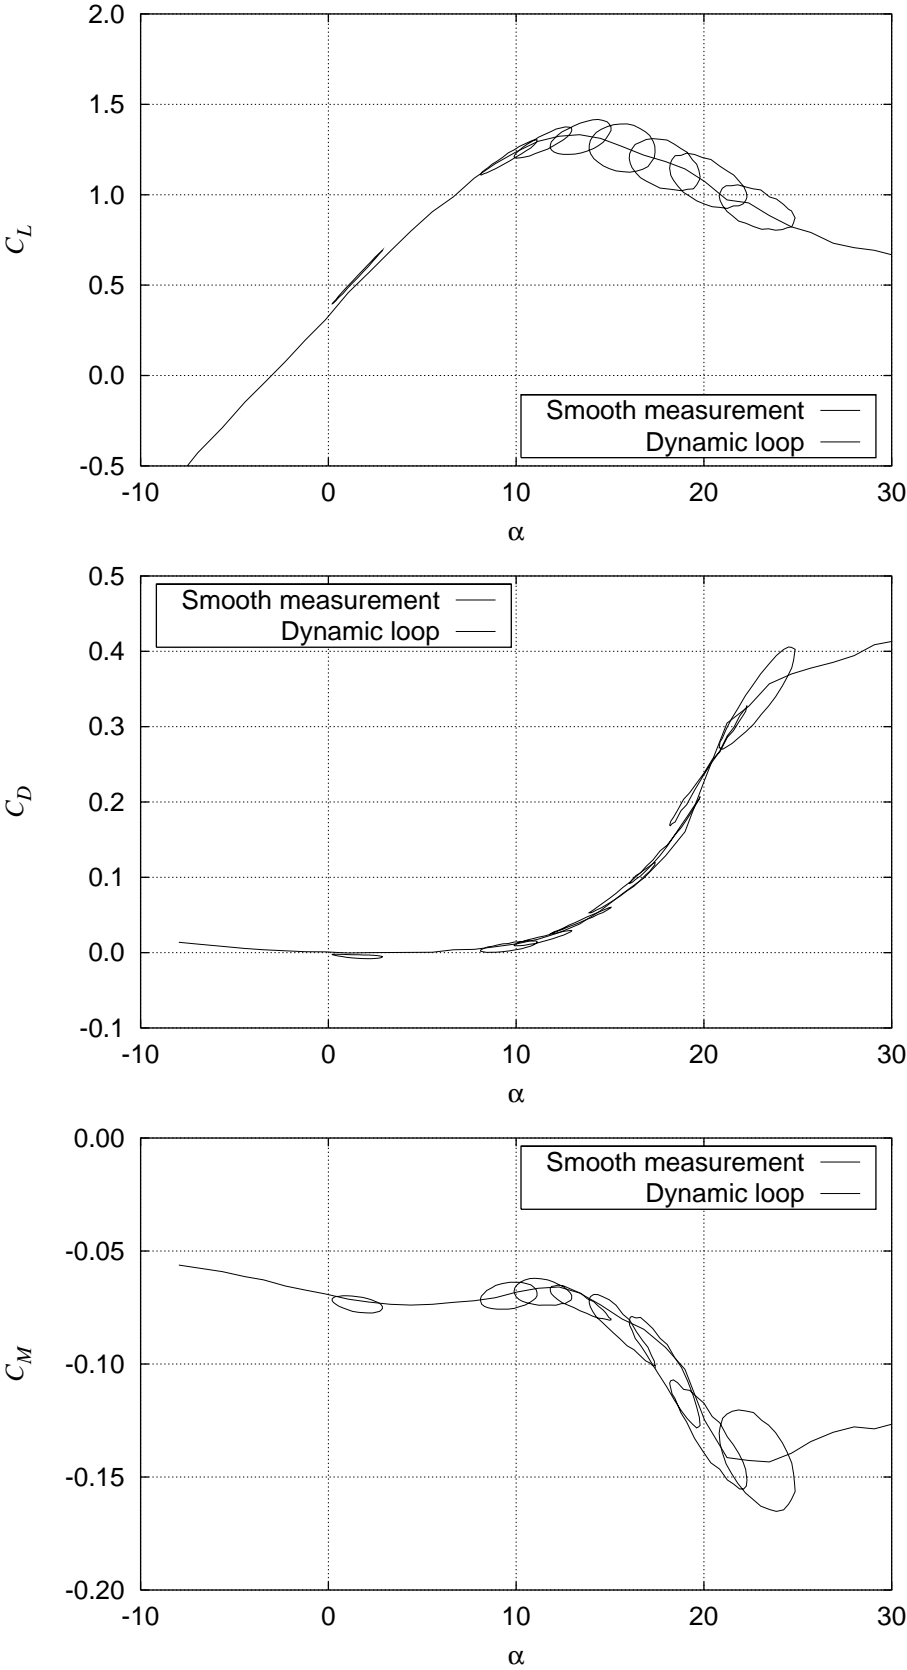 2.0
1.5
1.0
0.5
0.0
-0.5
C_L
Smooth measurement
Dynamic loop
-10 0 10 20 30
α
0.5
0.4
0.3
0.2
0.1
0.0
-0.1
C_D
Smooth measurement
Dynamic loop
-10 0 10 20 30
α
0.00
-0.05
-0.10
-0.15
-0.20
C_M
Smooth measurement
Dynamic loop
-10 0 10 20 30
α